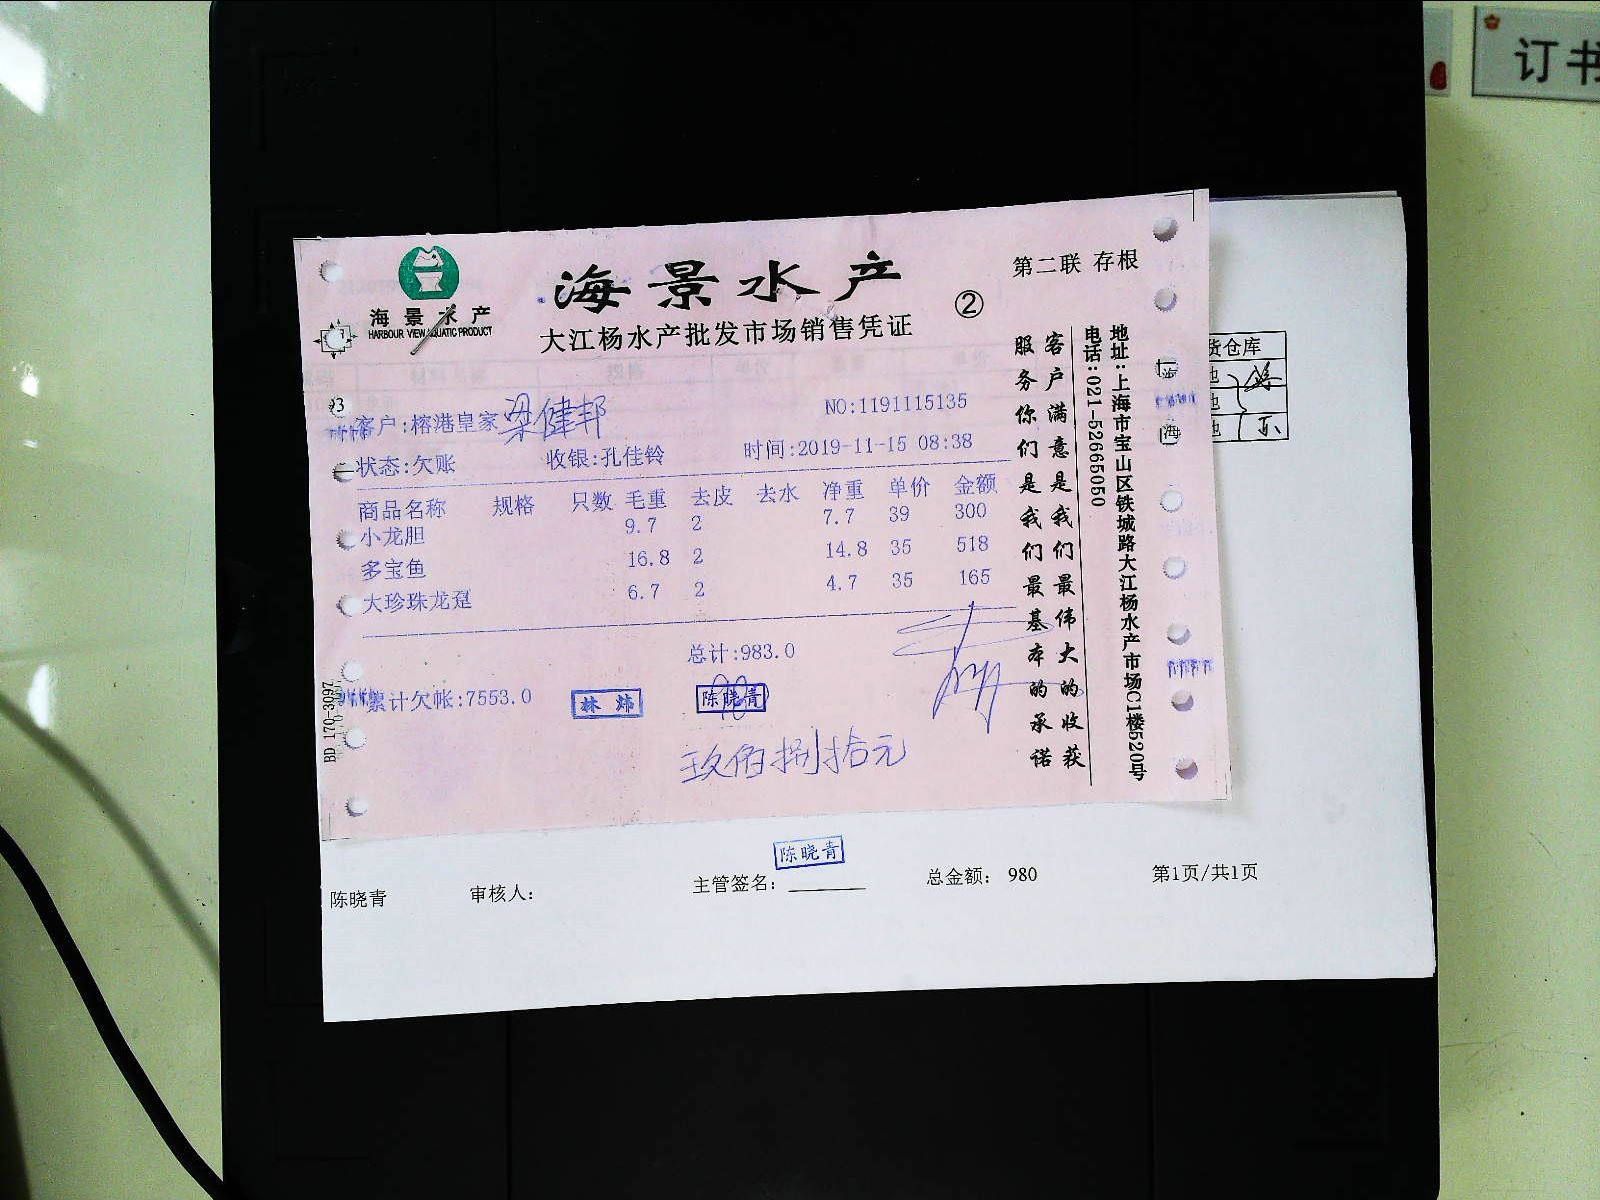 订书
海景水产
HARBOUR VIEW AQUATIC PRODUCT
海景水产
大江杨水产批发市场销售凭证
②
第二联 存根
客户:榕港皇家 梁健邦
NO:1191115135
状态:欠账 收银:孔佳铃 时间:2019-11-15 08:38
商品名称 规格 只数 毛重 去皮 去水 净重 单价 金额
小龙胆 9.7 2 7.7 39 300
多宝鱼 16.8 2 14.8 35 518
大珍珠龙趸 6.7 2 4.7 35 165
总计:983.0
累计欠帐:7553.0
林炜
陈晓青
玖佰捌拾元
客户满意是我们最伟大的收获
服务你们是我们最基本的承诺
地址:上海市宝山区铁城路大江杨水产市场C1楼520号
电话:021-52665050
BD 170-3097
货仓库
陈晓青
陈晓青 审核人: 主管签名: 总金额: 980 第1页/共1页